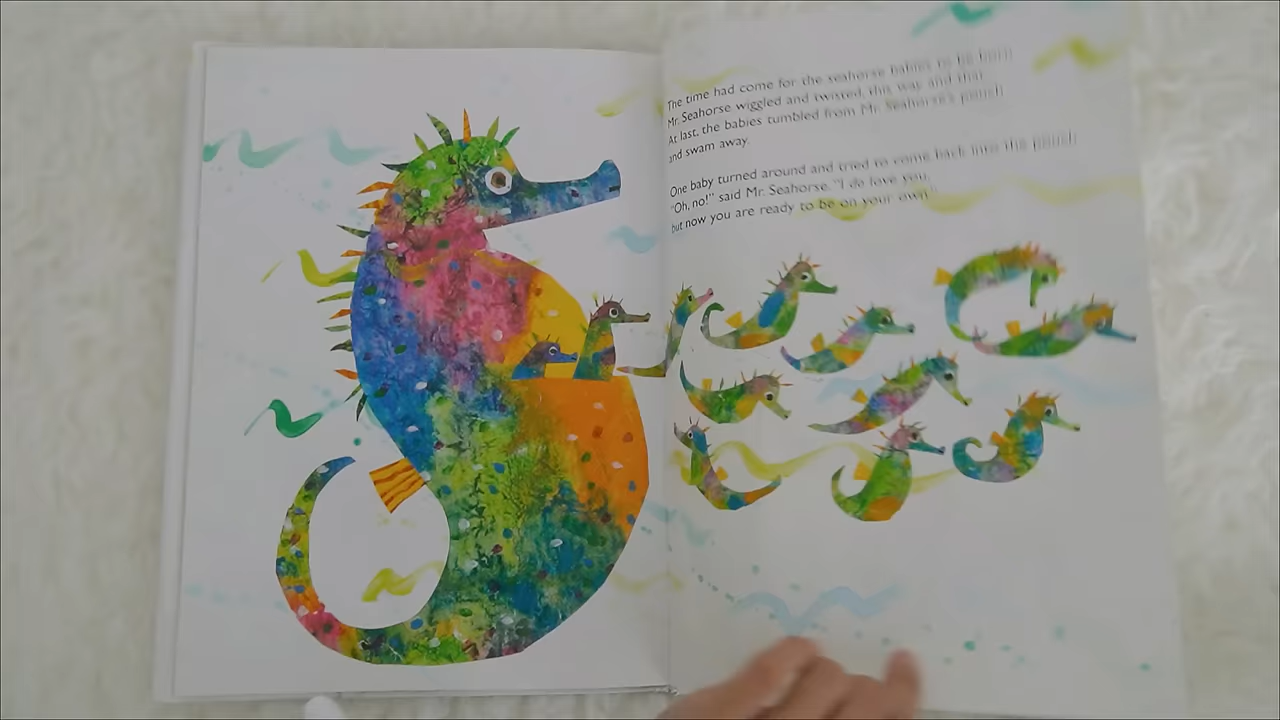 The time had come for the seahorse babies to be born.
Mr. Seahorse wiggled and twisted, this way and that.
At last, the babies tumbled from Mr. Seahorse's pouch
and swam away.
One baby turned around and tried to come back into the pouch.
"Oh, no!" said Mr. Seahorse. "I do love you,
but now you are ready to be on your own."